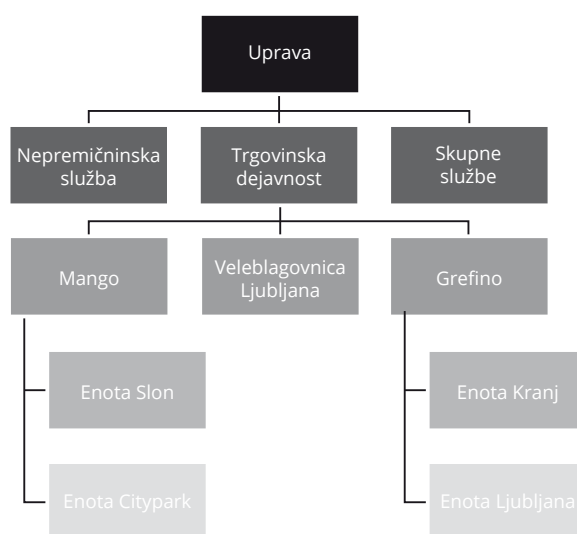 Uprava
Nepremičninska
služba
Trgovinska
dejavnost
Skupne
službe
Mango
Veleblagovnica
Ljubljana
Grefino
Enota Slon
Enota Kranj
Enota Citypark
Enota Ljubljana